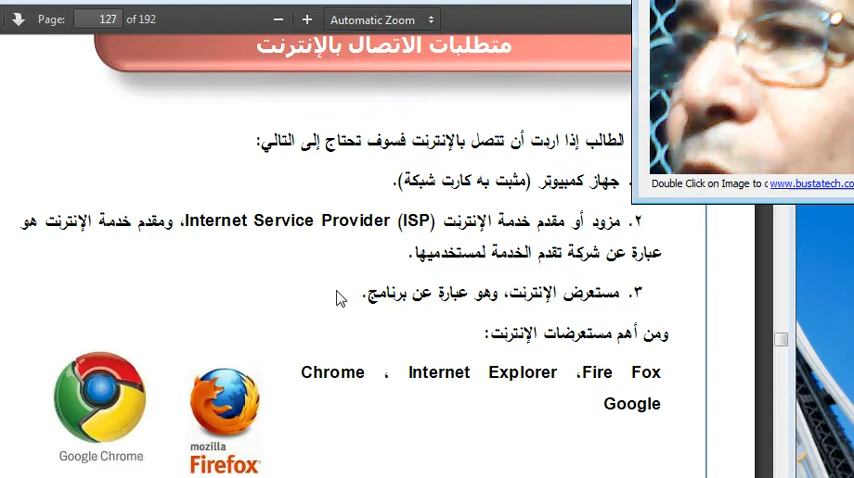 Page: 127 of 192
Automatic Zoom
متطلبات الاتصال بالإنترنت
الطالب إذا اردت أن تتصل بالإنترنت فسوف تحتاج إلى التالي:
. جهاز كمبيوتر (مثبت به كارت شبكة).
Double Click on Image to c www.bustatech.co
٢. مزود أو مقدم خدمة الإنترنت Internet Service Provider (ISP)، ومقدم خدمة الإنترنت هو
عبارة عن شركة تقدم الخدمة لمستخدميها.
٣. مستعرض الإنترنت، وهو عبارة عن برنامج.
ومن أهم مستعرضات الإنترنت:
Chrome ، Internet Explorer ،Fire Fox
Google
Google Chrome
mozilla
Firefox